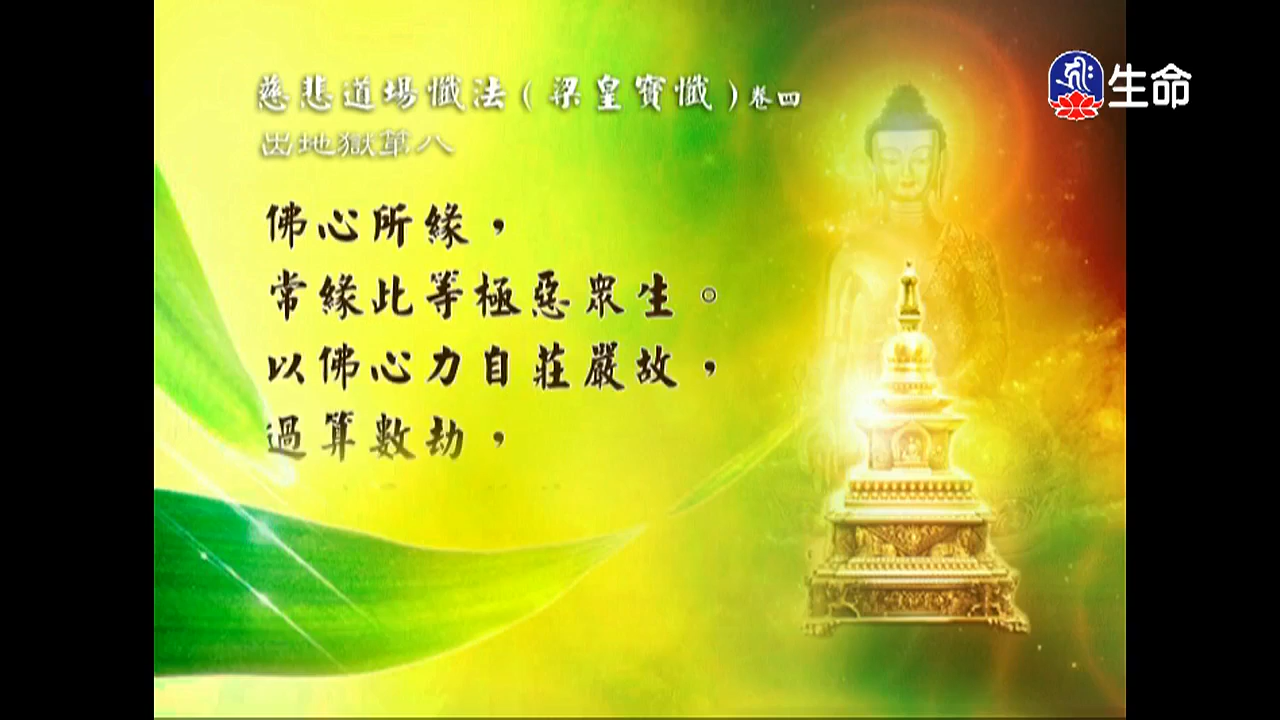 慈悲道場懺法(梁皇寶懺)卷四
出地獄第八
生命
佛心所緣，
常緣此等極惡眾生。
以佛心力自莊嚴故，
過算數劫，